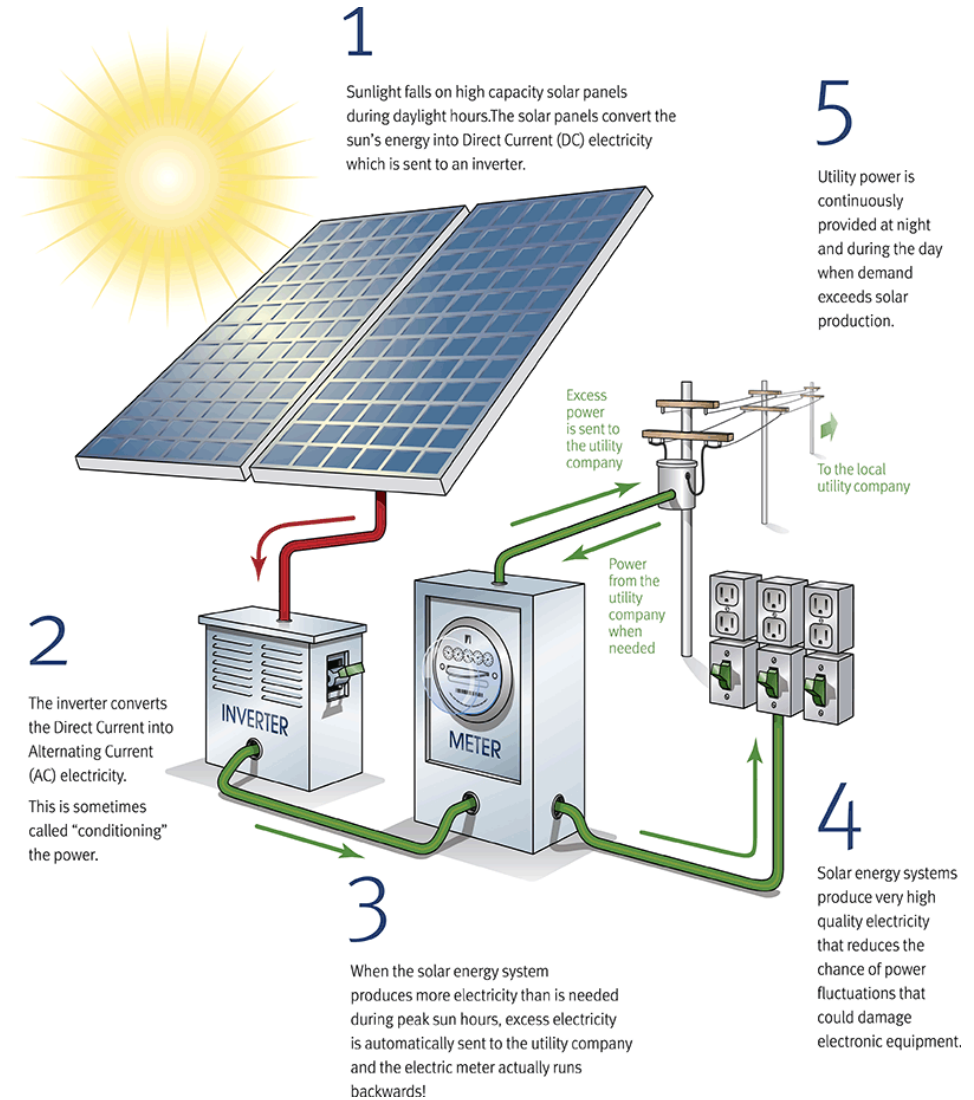 1
Sunlight falls on high capacity solar panels
during daylight hours.The solar panels convert the
sun's energy into Direct Current (DC) electricity
which is sent to an inverter.
5
Utility power is
continuously
provided at night
and during the day
when demand
exceeds solar
production.
Excess
power
is sent to
the utility
company
To the local
utility company
Power
from the
utility
company
when
needed
2
The inverter converts
the Direct Current into
Alternating Current
(AC) electricity.
This is sometimes
called “conditioning”
the power.
INVERTER
METER
3
When the solar energy system
produces more electricity than is needed
during peak sun hours, excess electricity
is automatically sent to the utility company
and the electric meter actually runs
backwards!
4
Solar energy systems
produce very high
quality electricity
that reduces the
chance of power
fluctuations that
could damage
electronic equipment.